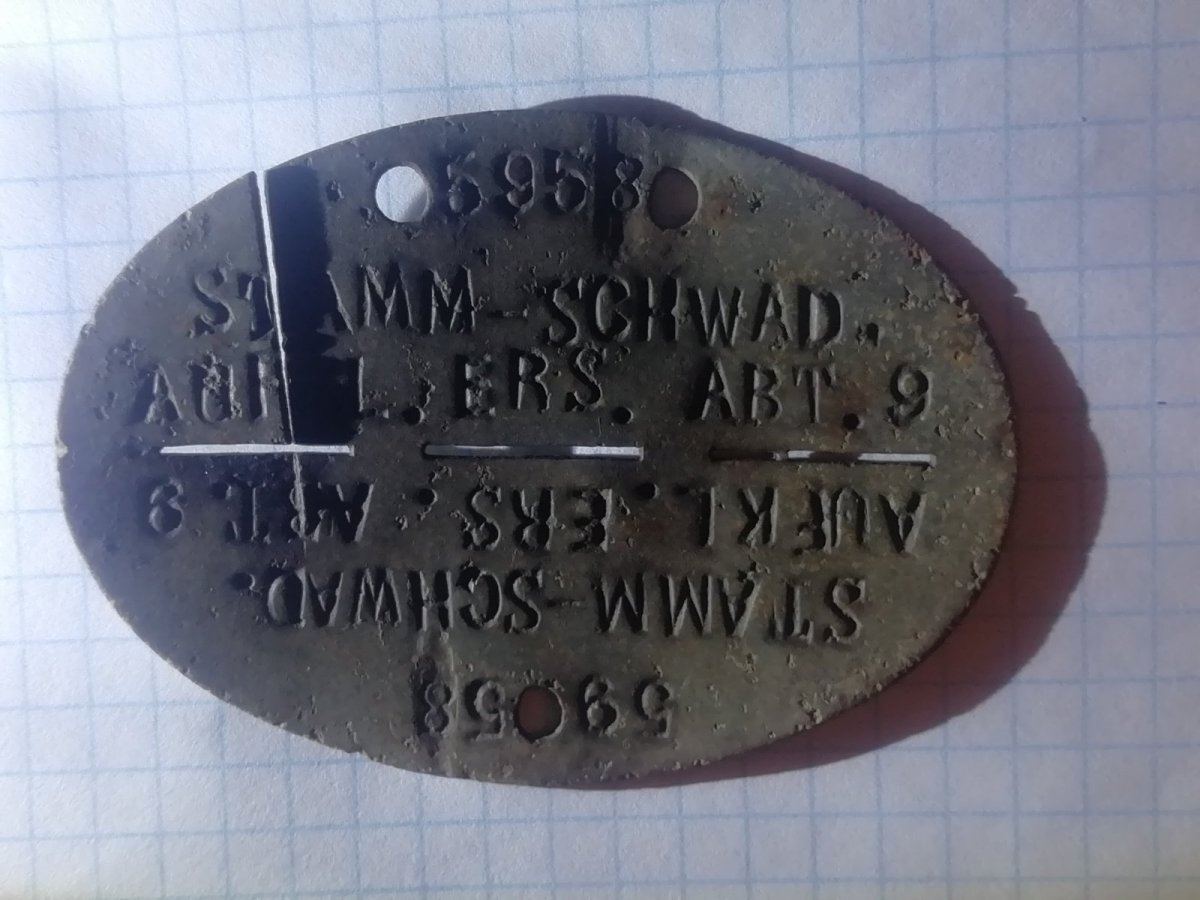 5958
STAMM-SCHWAD.
AUFKL. ERS. ABT. 9
AUFKL. ERS. ABT. 9
STAMM-SCHWAD.
5958